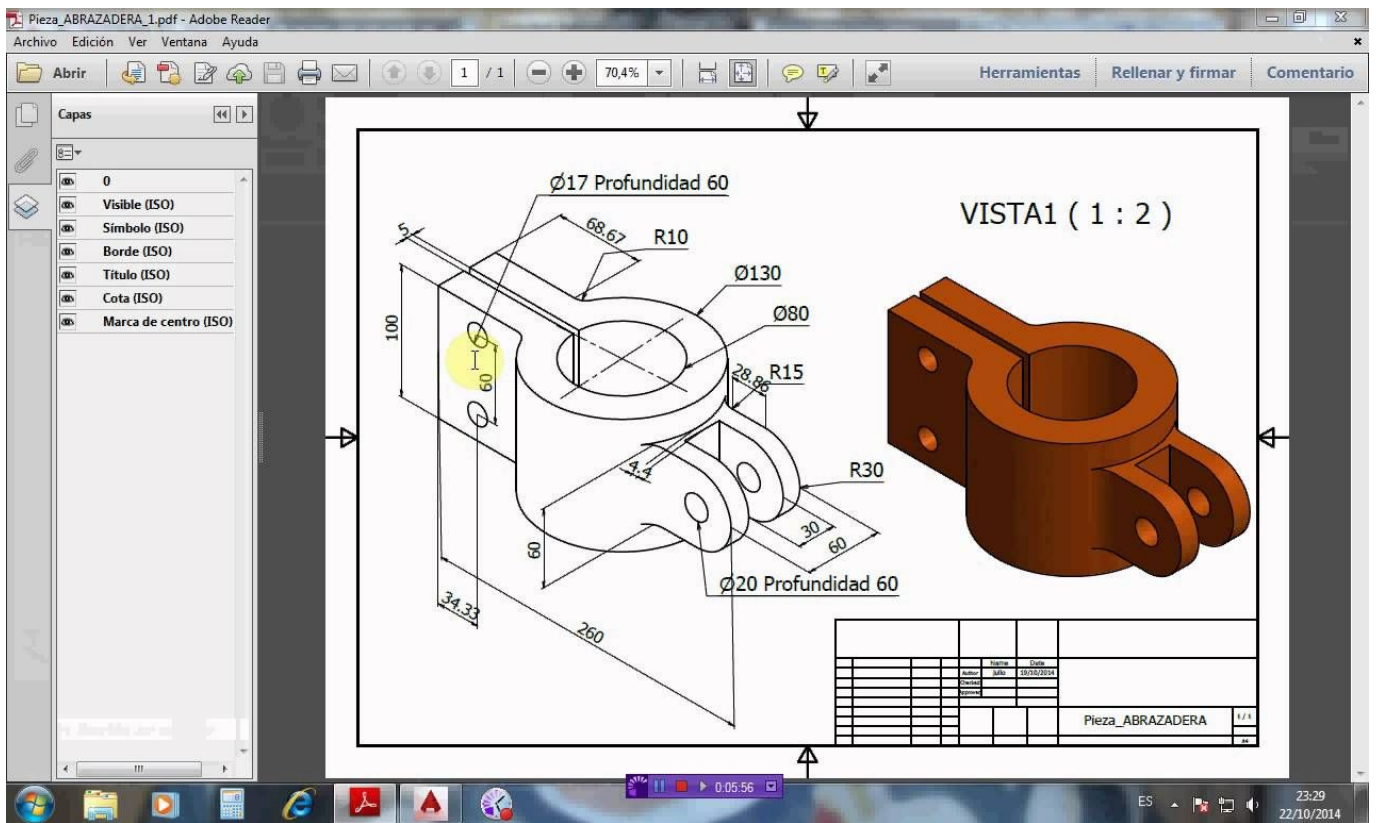 Pieza_ABRAZADERA_1.pdf - Adobe Reader
Archivo Edición Ver Ventana Ayuda
Abrir
1 / 1
70,4%
Herramientas Rellenar y firmar Comentario
Capas
0
Visible (ISO)
Símbolo (ISO)
Borde (ISO)
Título (ISO)
Cota (ISO)
Marca de centro (ISO)
Ø17 Profundidad 60
VISTA1 ( 1 : 2 )
5
68.67
R10
Ø130
100
Ø80
60
28.86
R15
4.4
R30
60
30
60
Ø20 Profundidad 60
34.33
260
Name Date
Author julio 19/10/2014
Checked
Approved
Pieza_ABRAZADERA
1 / 1
A4
0:05:56
ES
23:29
22/10/2014